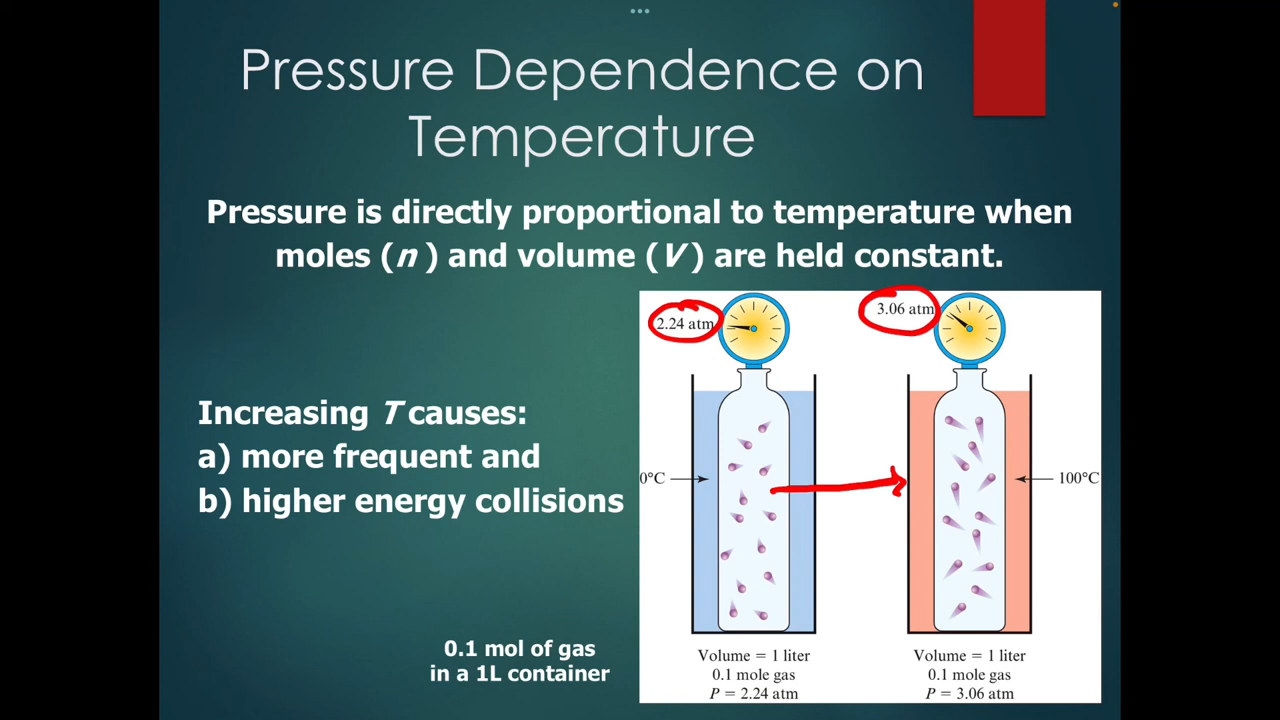 Pressure Dependence on
Temperature
Pressure is directly proportional to temperature when
moles (n ) and volume (V ) are held constant.
Increasing T causes:
a) more frequent and
b) higher energy collisions
0.1 mol of gas
in a 1L container
2.24 atm
3.06 atm
0°C
100°C
Volume = 1 liter
0.1 mole gas
P = 2.24 atm
Volume = 1 liter
0.1 mole gas
P = 3.06 atm